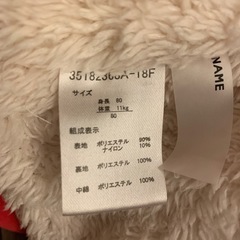 35182306A-18F
サイズ
身長 80
体重 11kg
80
組成表示
表地 ポリエステル 90%
ナイロン 10%
裏地 ポリエステル 100%
中綿 ポリエステル 100%
NAME